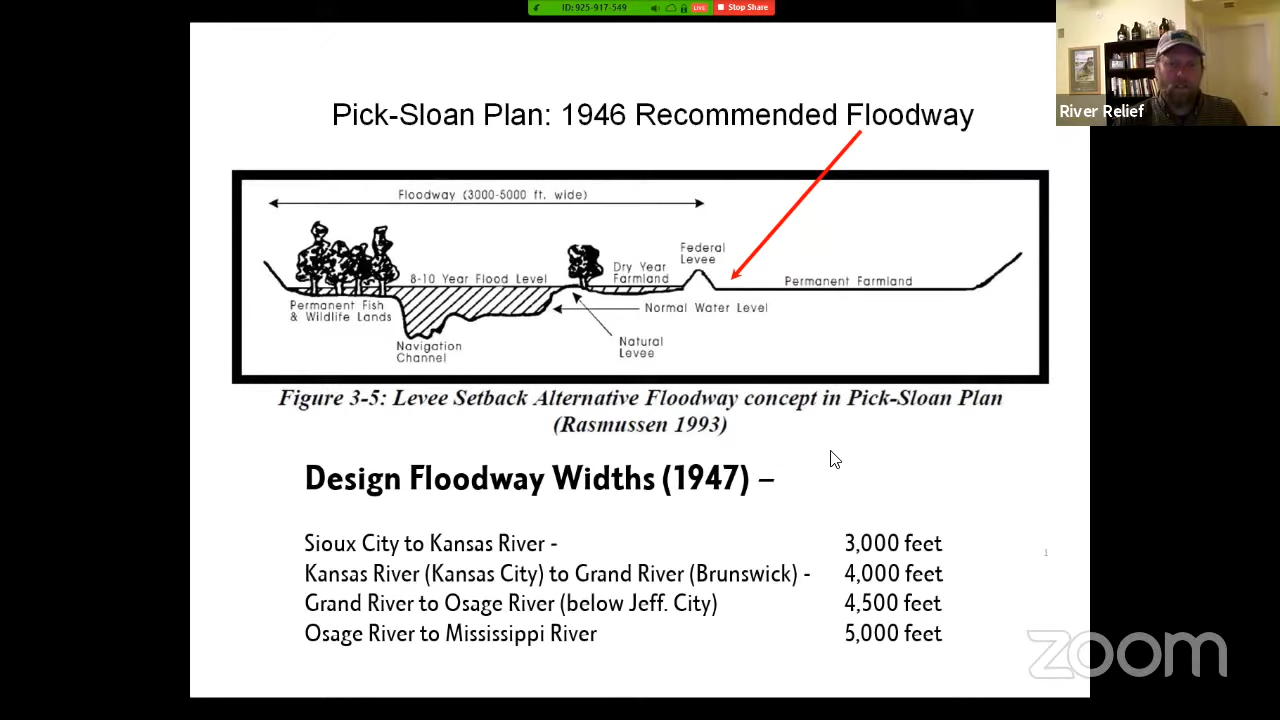 ID: 925-917-549
LIVE
Stop Share
River Relief
Pick-Sloan Plan: 1946 Recommended Floodway
Floodway (3000-5000 ft. wide)
Federal
Levee
8-10 Year Flood Level
Dry Year
Farmland
Permanent Farmland
Permanent Fish
& Wildlife Lands
Normal Water Level
Navigation
Channel
Natural
Levee
Figure 3-5: Levee Setback Alternative Floodway concept in Pick-Sloan Plan
(Rasmussen 1993)
Design Floodway Widths (1947) –
Sioux City to Kansas River - 3,000 feet
Kansas River (Kansas City) to Grand River (Brunswick) - 4,000 feet
Grand River to Osage River (below Jeff. City) 4,500 feet
Osage River to Mississippi River 5,000 feet
1
zoom